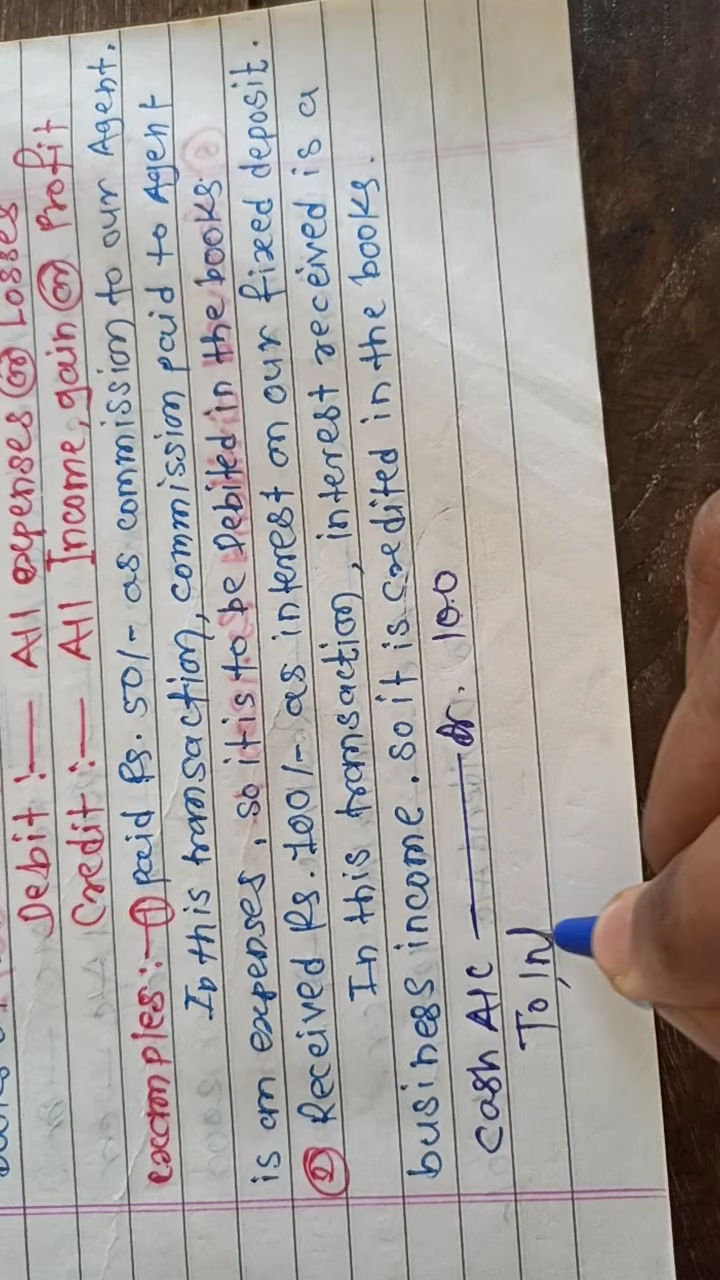 Debit :— All expenses (or) Losses
Credit :— All Income, gain (or) Profit
examples :- ① paid Rs. 50/- as commission to our Agent.
In this transaction, commission paid to Agent
is an expenses. so it is to be Debited in the books.
② Received Rs. 100/- as interest on our fixed deposit.
In this transaction, interest received is a
business income. so it is credited in the books.
Cash A/C ——— Dr. 100
To, IN